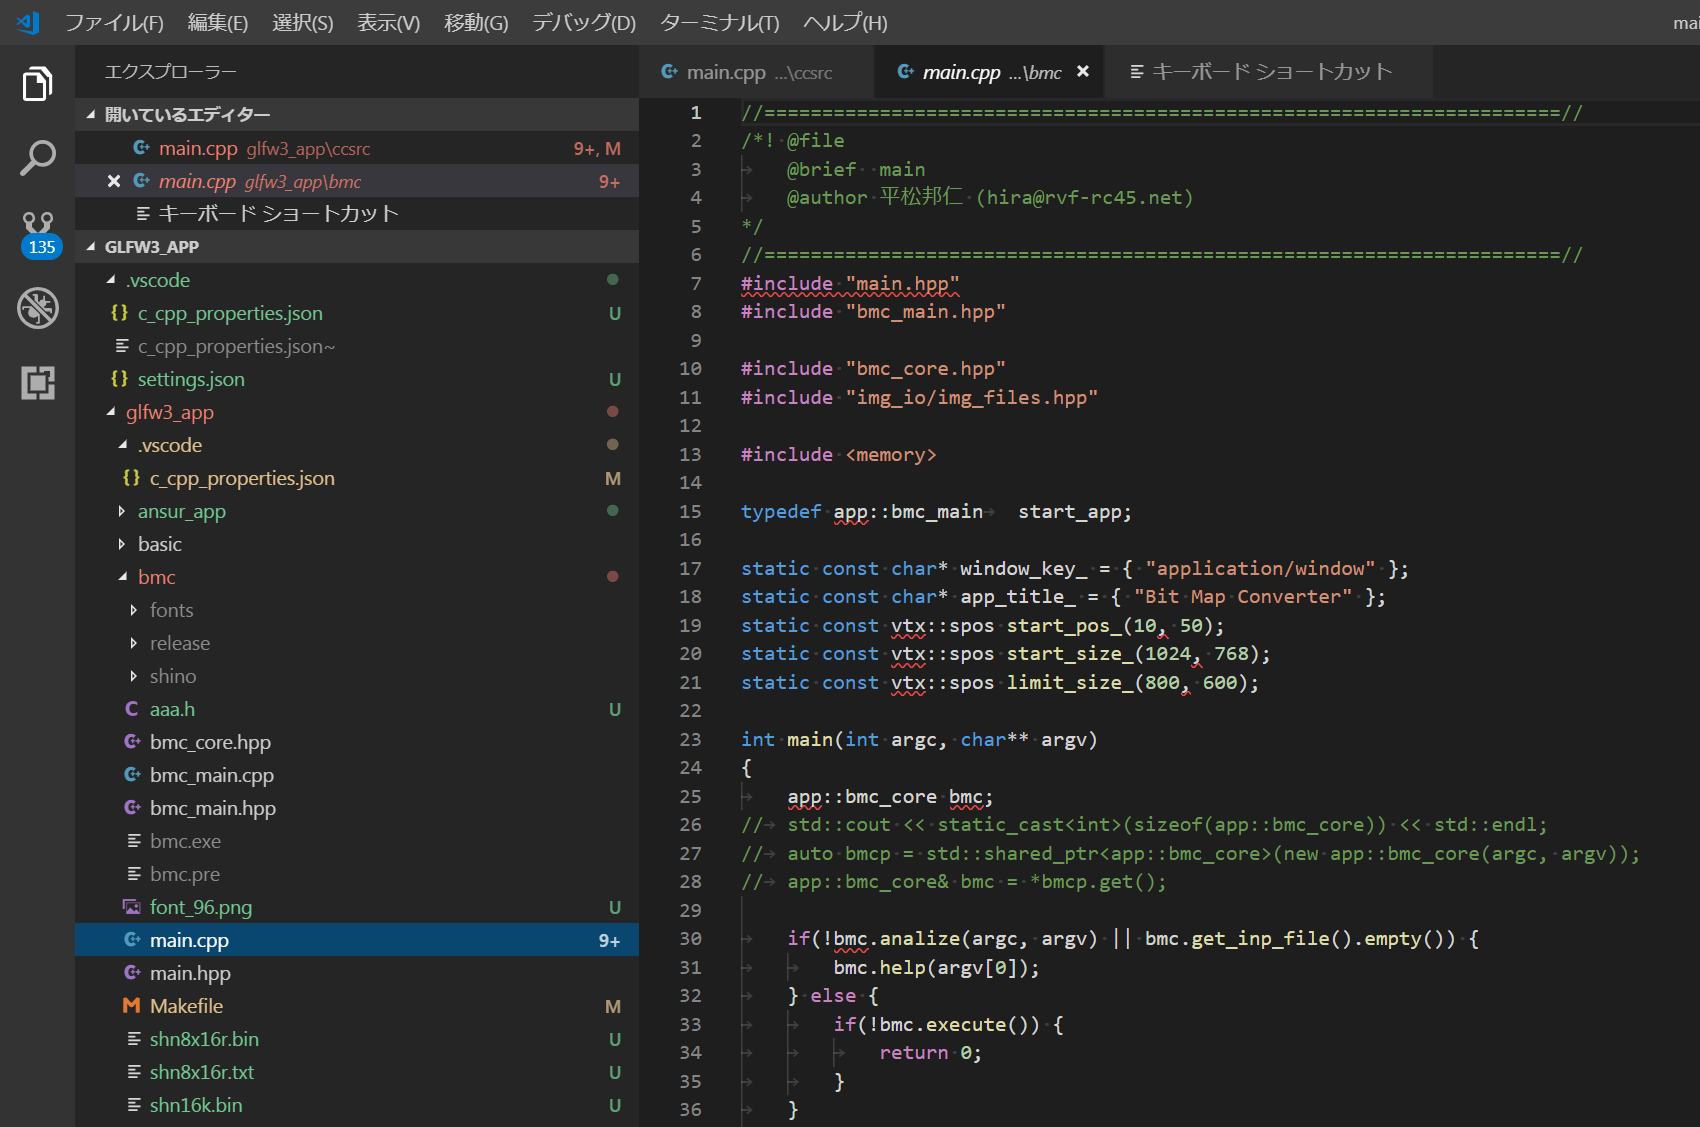 ファイル(F) 編集(E) 選択(S) 表示(V) 移動(G) デバッグ(D) ターミナル(T) ヘルプ(H) mai
エクスプローラー
開いているエディター
main.cpp glfw3_app\ccsrc 9+, M
main.cpp glfw3_app\bmc 9+
キーボード ショートカット
135
GLFW3_APP
.vscode
{} c_cpp_properties.json U
c_cpp_properties.json~
{} settings.json U
glfw3_app
.vscode
{} c_cpp_properties.json M
ansur_app
basic
bmc
fonts
release
shino
C aaa.h U
bmc_core.hpp
bmc_main.cpp
bmc_main.hpp
bmc.exe
bmc.pre
font_96.png U
main.cpp 9+
main.hpp
M Makefile M
shn8x16r.bin U
shn8x16r.txt U
shn16k.bin U
main.cpp ...\ccsrc
main.cpp ...\bmc
キーボード ショートカット
1 //=====================================================================//
2 /*! @file
3 @brief  main
4 @author 平松邦仁 (hira@rvf-rc45.net)
5 */
6 //=====================================================================//
7 #include "main.hpp"
8 #include "bmc_main.hpp"
9
10 #include "bmc_core.hpp"
11 #include "img_io/img_files.hpp"
12
13 #include <memory>
14
15 typedef app::bmc_main start_app;
16
17 static const char* window_key_ = { "application/window" };
18 static const char* app_title_ = { "Bit Map Converter" };
19 static const vtx::spos start_pos_(10, 50);
20 static const vtx::spos start_size_(1024, 768);
21 static const vtx::spos limit_size_(800, 600);
22
23 int main(int argc, char** argv)
24 {
25 app::bmc_core bmc;
26 // std::cout << static_cast<int>(sizeof(app::bmc_core)) << std::endl;
27 // auto bmcp = std::shared_ptr<app::bmc_core>(new app::bmc_core(argc, argv));
28 // app::bmc_core& bmc = *bmcp.get();
29
30 if(!bmc.analize(argc, argv) || bmc.get_inp_file().empty()) {
31 bmc.help(argv[0]);
32 } else {
33 if(!bmc.execute()) {
34 return 0;
35 }
36 }